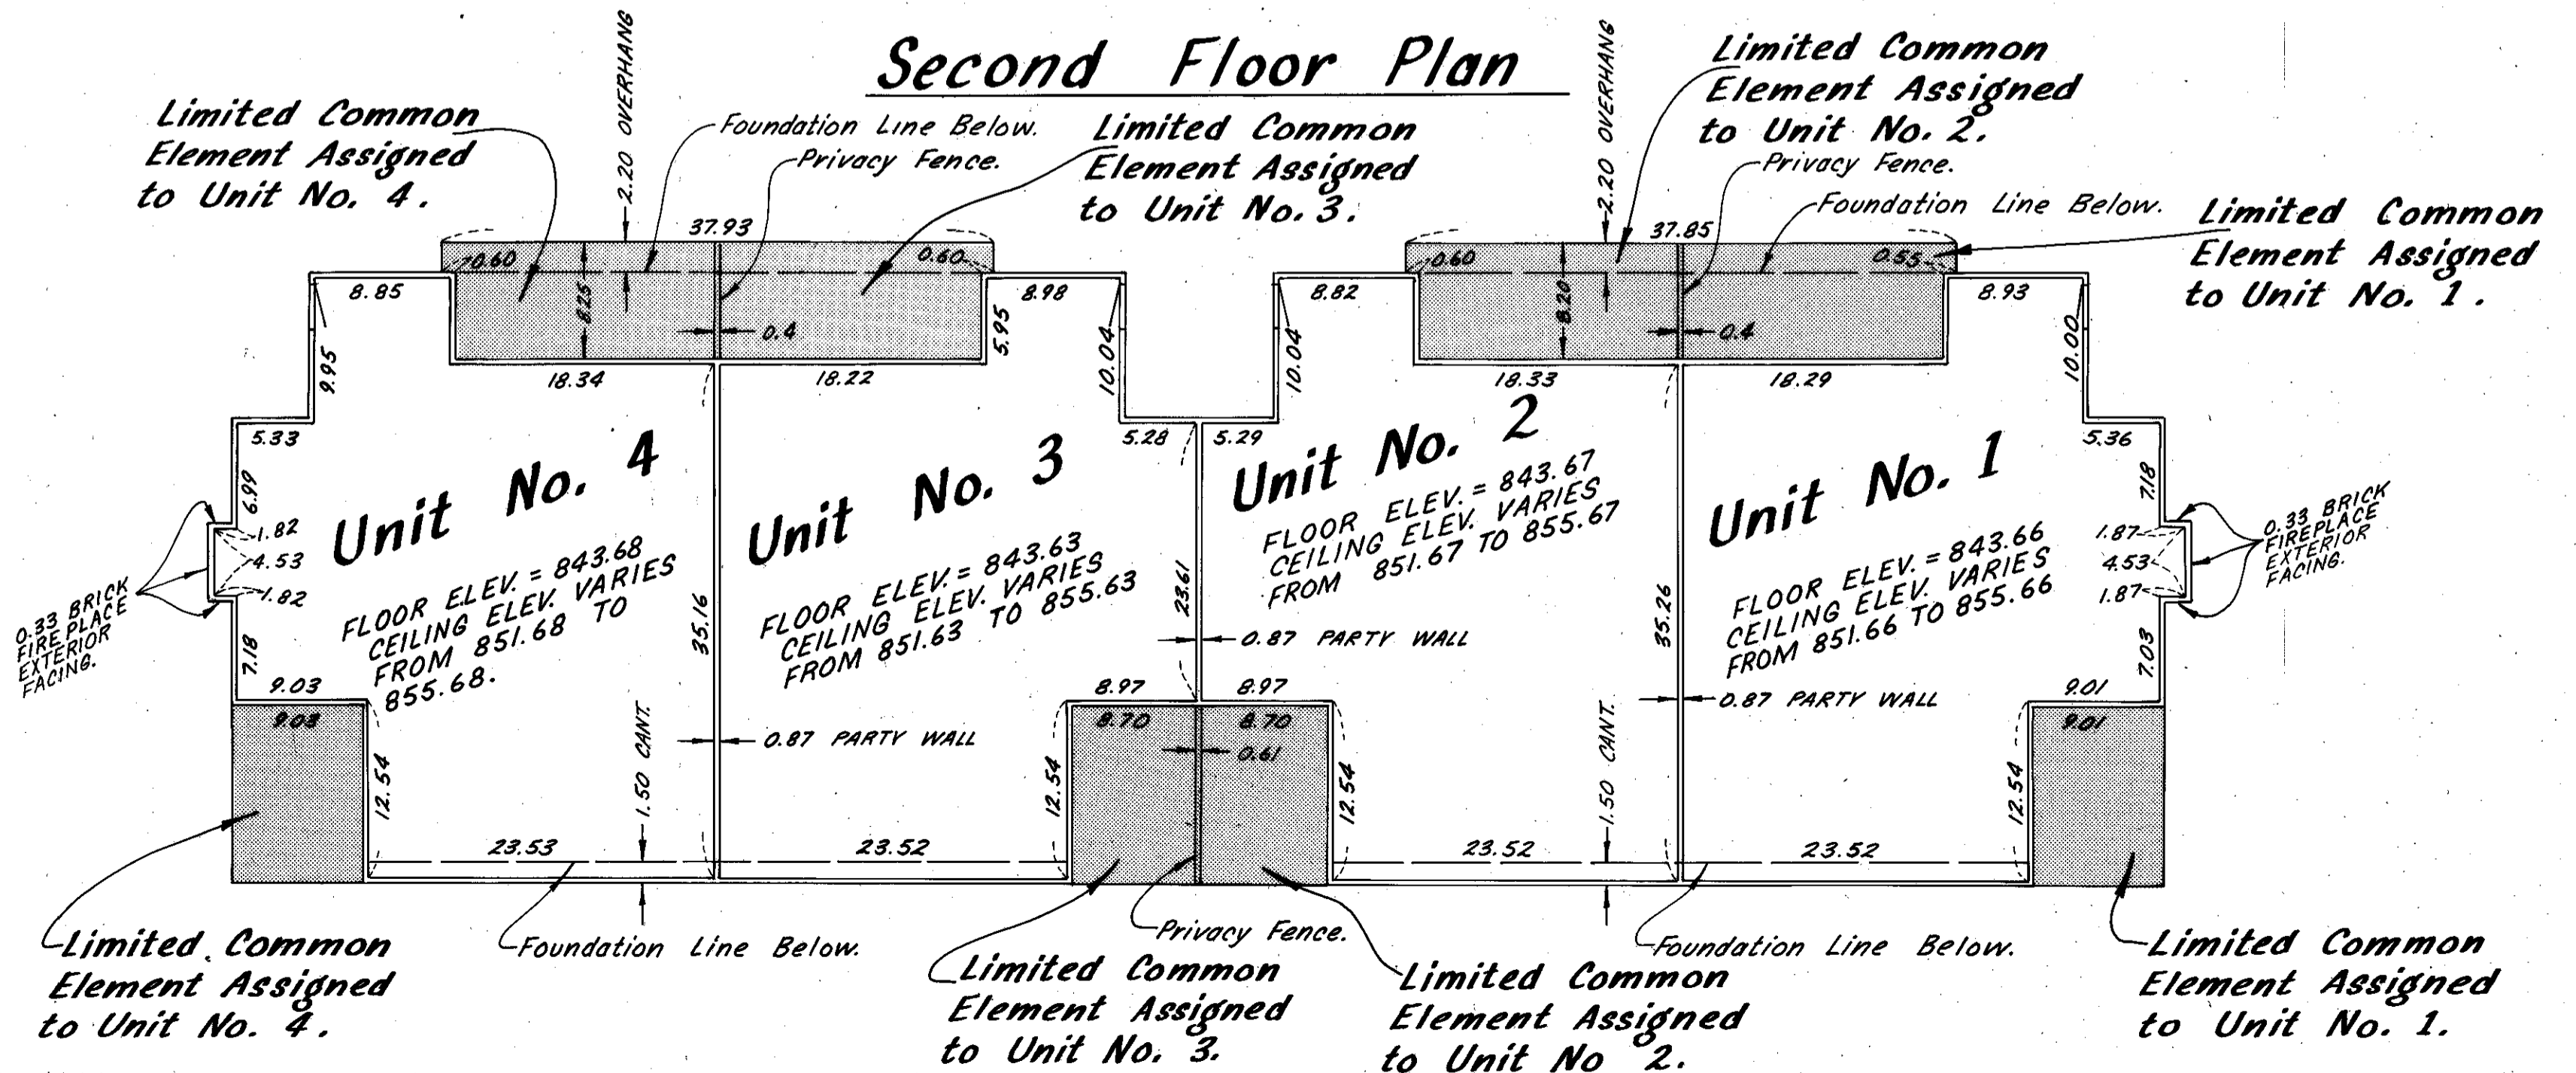 Second Floor Plan
Limited Common
Element Assigned
to Unit No. 4.
2.20 OVERHANG
Foundation Line Below.
Privacy Fence.
Limited Common
Element Assigned
to Unit No. 3.
2.20 OVERHANG
Limited Common
Element Assigned
to Unit No. 2.
Privacy Fence.
Foundation Line Below.
Limited Common
Element Assigned
to Unit No. 1.
37.93
0.60
0.60
8.25
0.4
8.85
8.98
5.95
9.95
10.04
18.34
18.22
5.33
5.28
37.85
0.60
0.55
8.20
0.4
8.82
8.93
10.04
10.00
18.33
18.29
5.29
5.36
6.99
1.82
4.53
1.82
7.18
0.33 BRICK
FIREPLACE
EXTERIOR
FACING.
Unit No. 4
FLOOR ELEV. = 843.68
CEILING ELEV. VARIES
FROM 851.68 TO
855.68.
35.16
Unit No. 3
FLOOR ELEV. = 843.63
CEILING ELEV. VARIES
FROM 851.63 TO 855.63
23.61
Unit No. 2
FLOOR ELEV. = 843.67
CEILING ELEV. VARIES
FROM 851.67 TO 855.67
0.87 PARTY WALL
35.26
Unit No. 1
FLOOR ELEV. = 843.66
CEILING ELEV. VARIES
FROM 851.66 TO 855.66
7.18
1.87
4.53
1.87
7.03
0.33 BRICK
FIREPLACE
EXTERIOR
FACING.
9.03
9.03
12.54
1.50 CANT.
0.87 PARTY WALL
8.97
8.97
8.70
8.70
0.61
12.54
12.54
1.50 CANT.
0.87 PARTY WALL
9.01
9.01
12.54
23.53
23.52
23.52
23.52
Limited Common
Element Assigned
to Unit No. 4.
Foundation Line Below.
Limited Common
Element Assigned
to Unit No. 3.
Privacy Fence.
Limited Common
Element Assigned
to Unit No 2.
Foundation Line Below.
Limited Common
Element Assigned
to Unit No. 1.